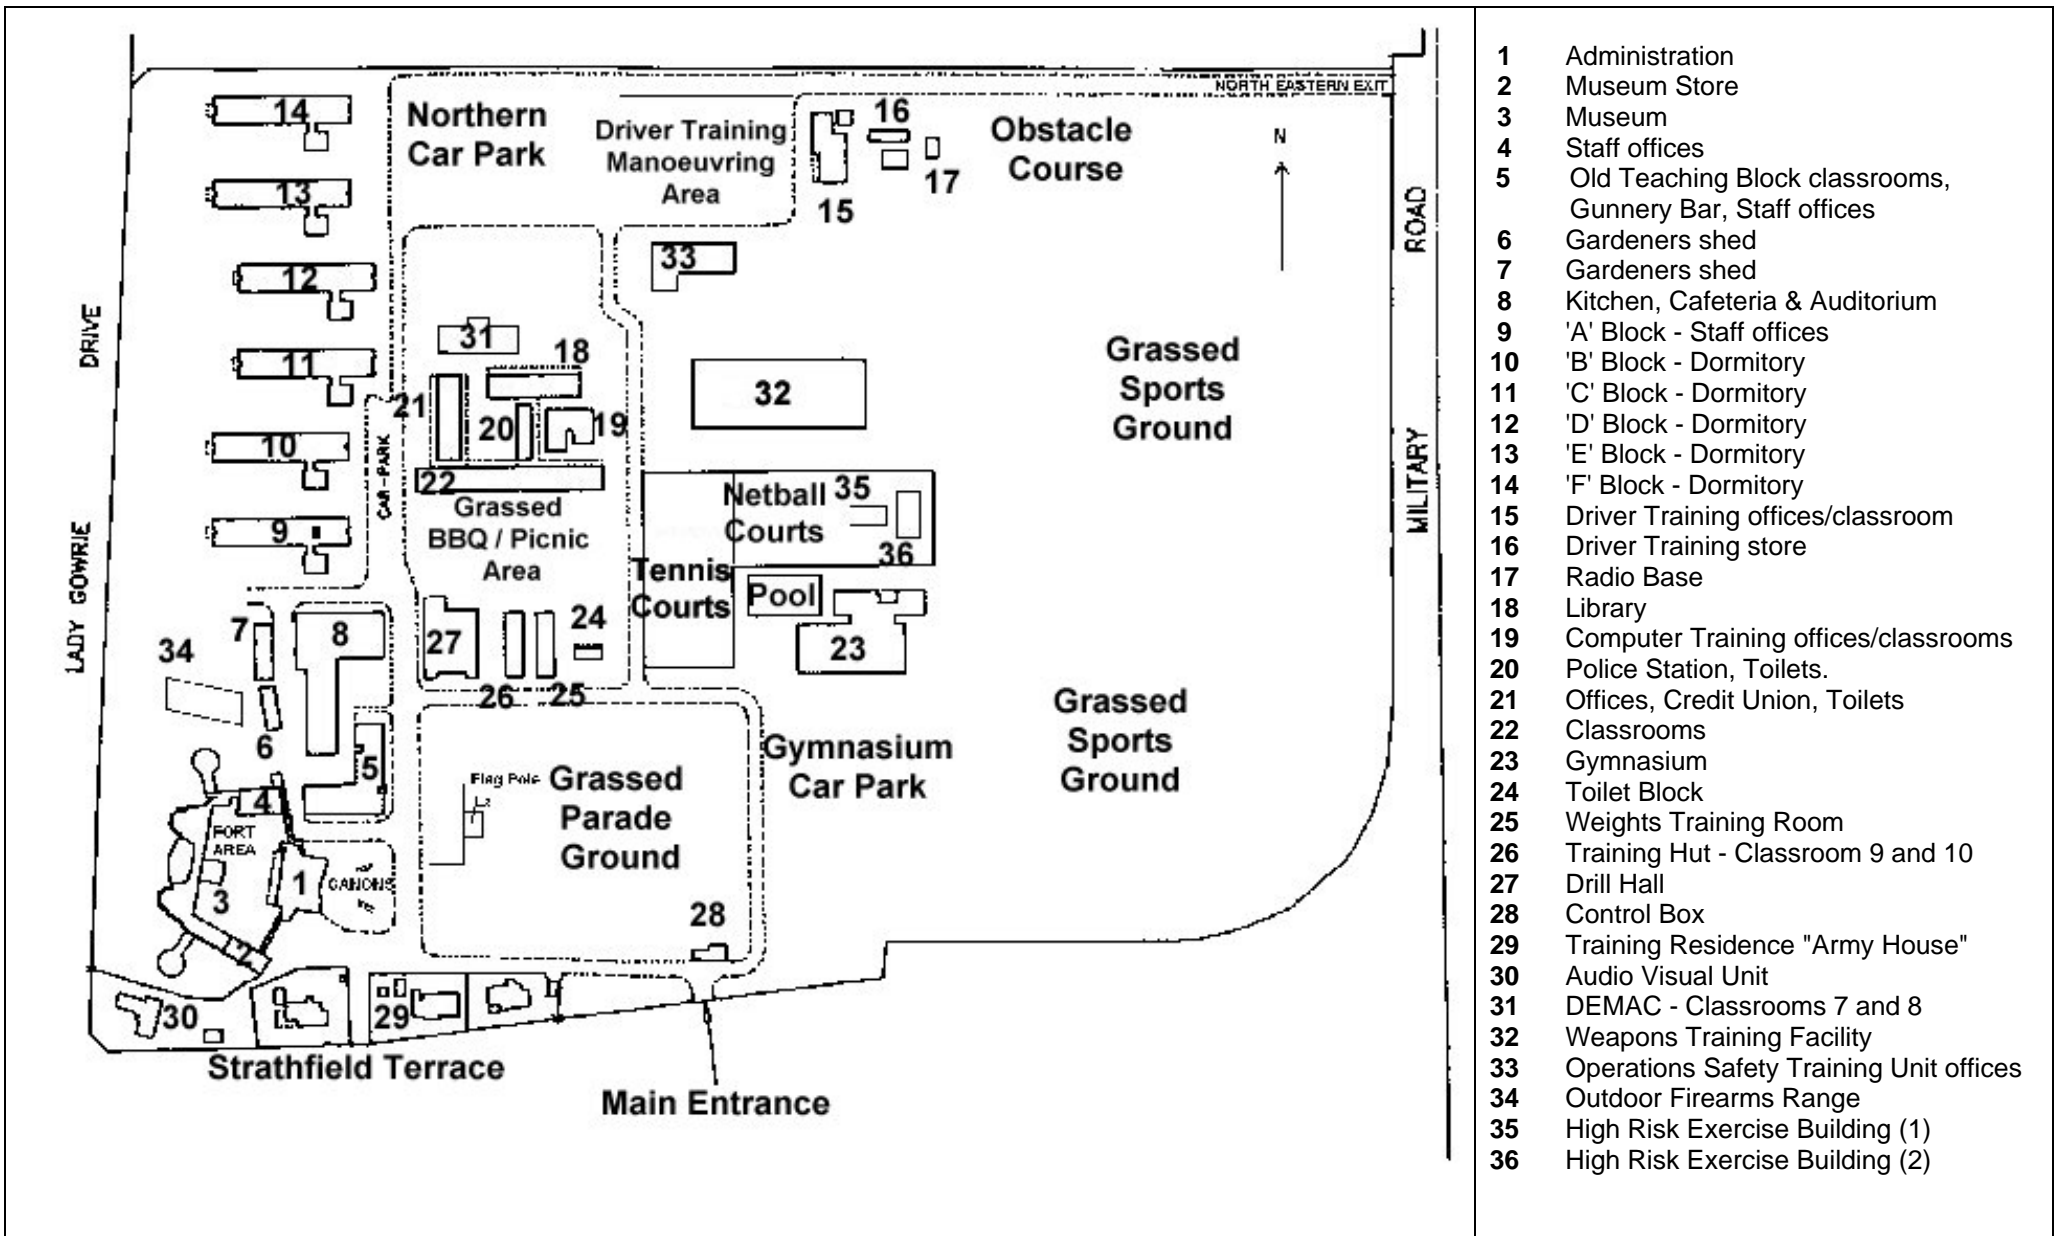 NORTH EASTERN EXIT
14
Northern
Car Park
Driver Training
Manoeuvring
Area
16
17
15
Obstacle
Course
N
ROAD
13
12
33
DRIVE
31
18
11
21
20
19
32
Grassed
Sports
Ground
10
CAR-PARK
22
Grassed
BBQ / Picnic
Area
Netball
Courts
35
36
MILITARY
9
Tennis
Courts
Pool
LADY GOWRIE
7
8
34
27
24
23
26
25
6
5
Gymnasium
Car Park
Grassed
Sports
Ground
Flag Pole
Grassed
Parade
Ground
4
FORT
AREA
1
CANONS
3
28
2
30
29
Strathfield Terrace
Main Entrance
1 Administration
2 Museum Store
3 Museum
4 Staff offices
5 Old Teaching Block classrooms,
Gunnery Bar, Staff offices
6 Gardeners shed
7 Gardeners shed
8 Kitchen, Cafeteria & Auditorium
9 'A' Block - Staff offices
10 'B' Block - Dormitory
11 'C' Block - Dormitory
12 'D' Block - Dormitory
13 'E' Block - Dormitory
14 'F' Block - Dormitory
15 Driver Training offices/classroom
16 Driver Training store
17 Radio Base
18 Library
19 Computer Training offices/classrooms
20 Police Station, Toilets.
21 Offices, Credit Union, Toilets
22 Classrooms
23 Gymnasium
24 Toilet Block
25 Weights Training Room
26 Training Hut - Classroom 9 and 10
27 Drill Hall
28 Control Box
29 Training Residence "Army House"
30 Audio Visual Unit
31 DEMAC - Classrooms 7 and 8
32 Weapons Training Facility
33 Operations Safety Training Unit offices
34 Outdoor Firearms Range
35 High Risk Exercise Building (1)
36 High Risk Exercise Building (2)